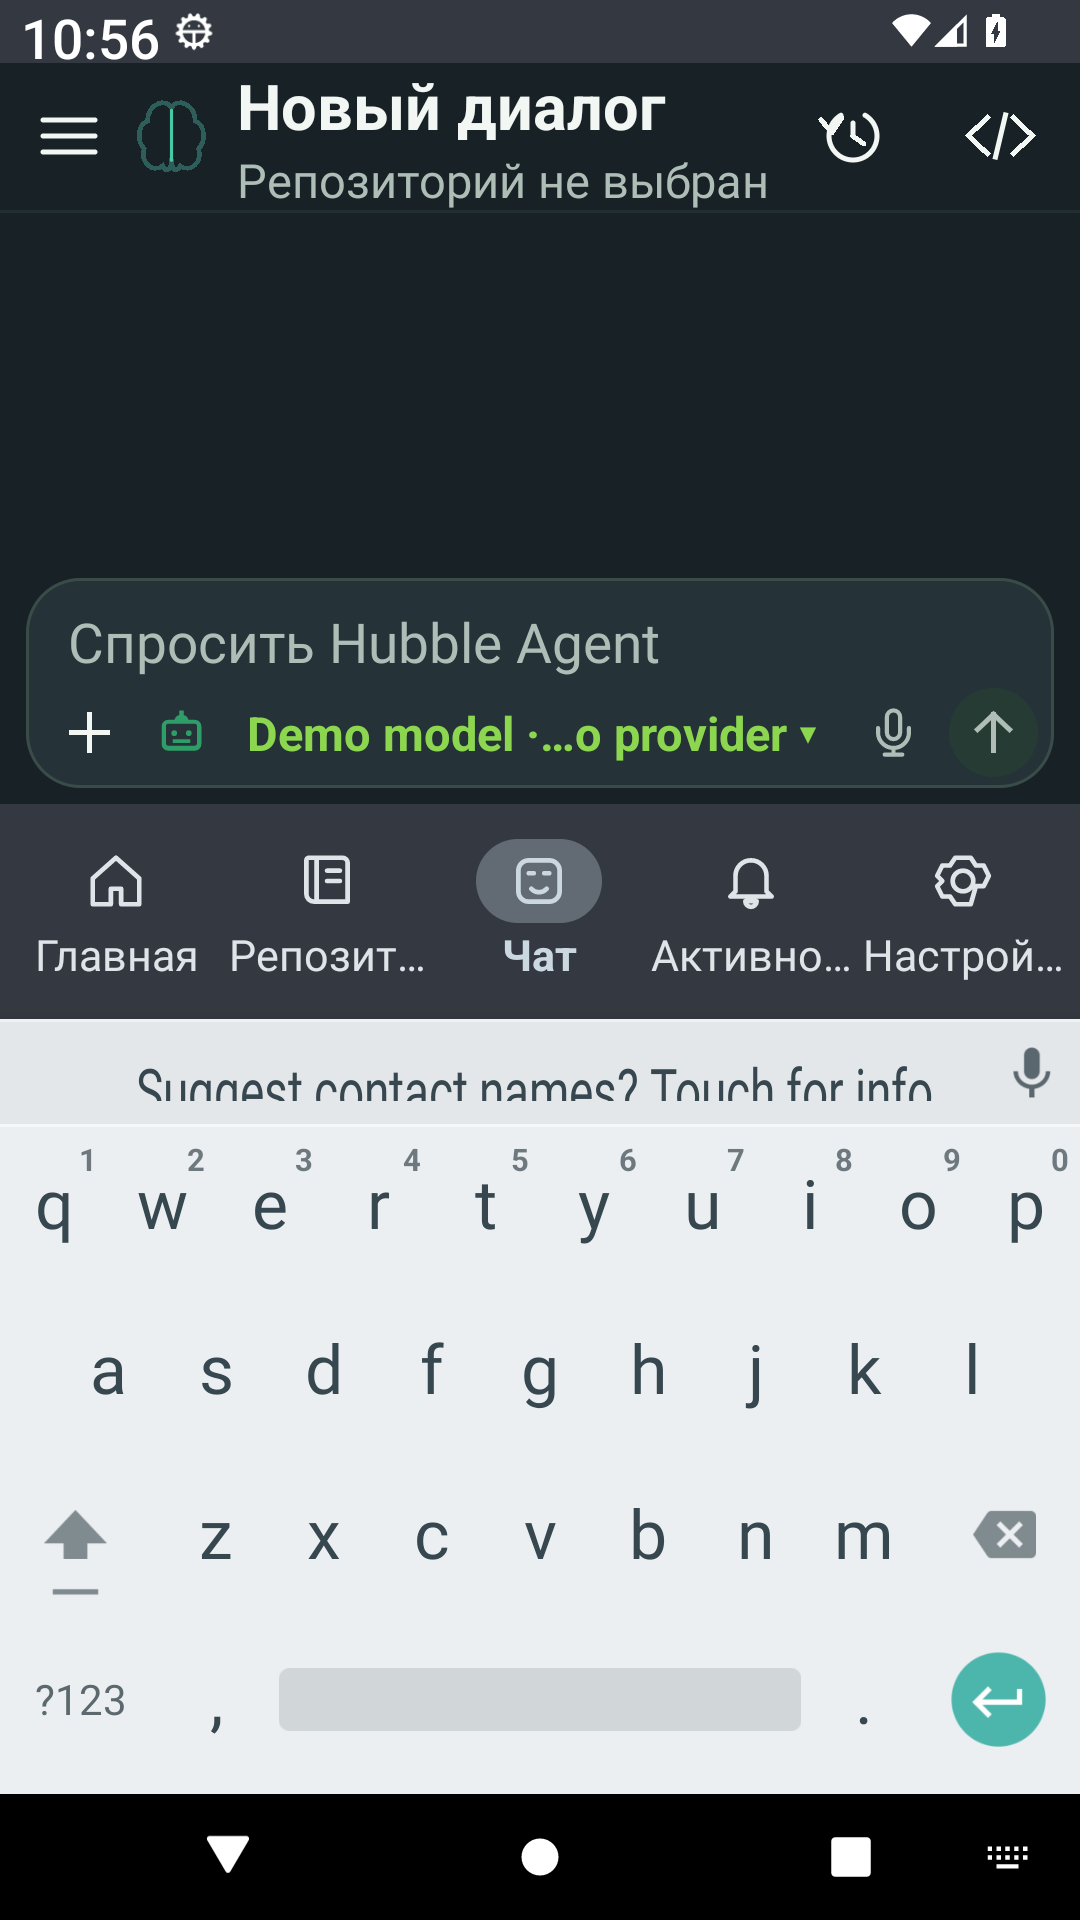 10:56
Новый диалог
Репозиторий не выбран
Спросить Hubble Agent
Demo model ·…o provider ▾
Главная Репозит… Чат Активно… Настрой…
Suggest contact names? Touch for info
1 2 3 4 5 6 7 8 9 0
q w e r t y u i o p
a s d f g h j k l
z x c v b n m
?123 , .